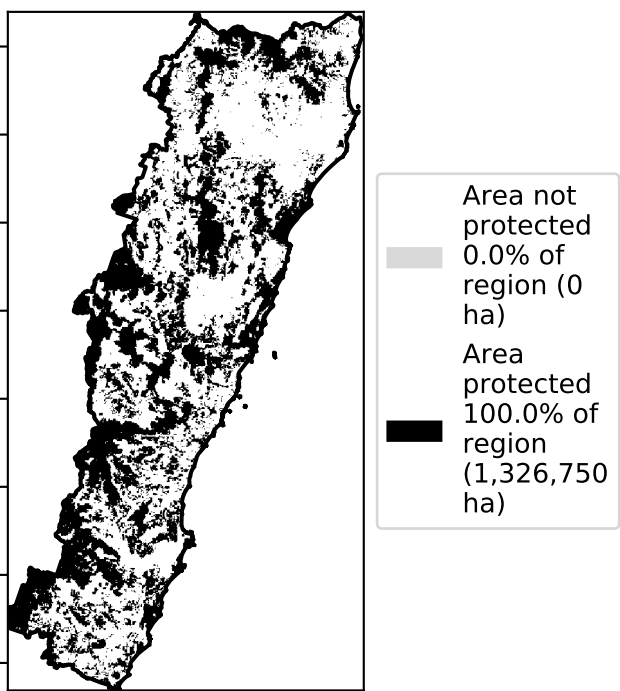 Area not
protected
0.0% of
region (0
ha)
Area
protected
100.0% of
region
(1,326,750
ha)